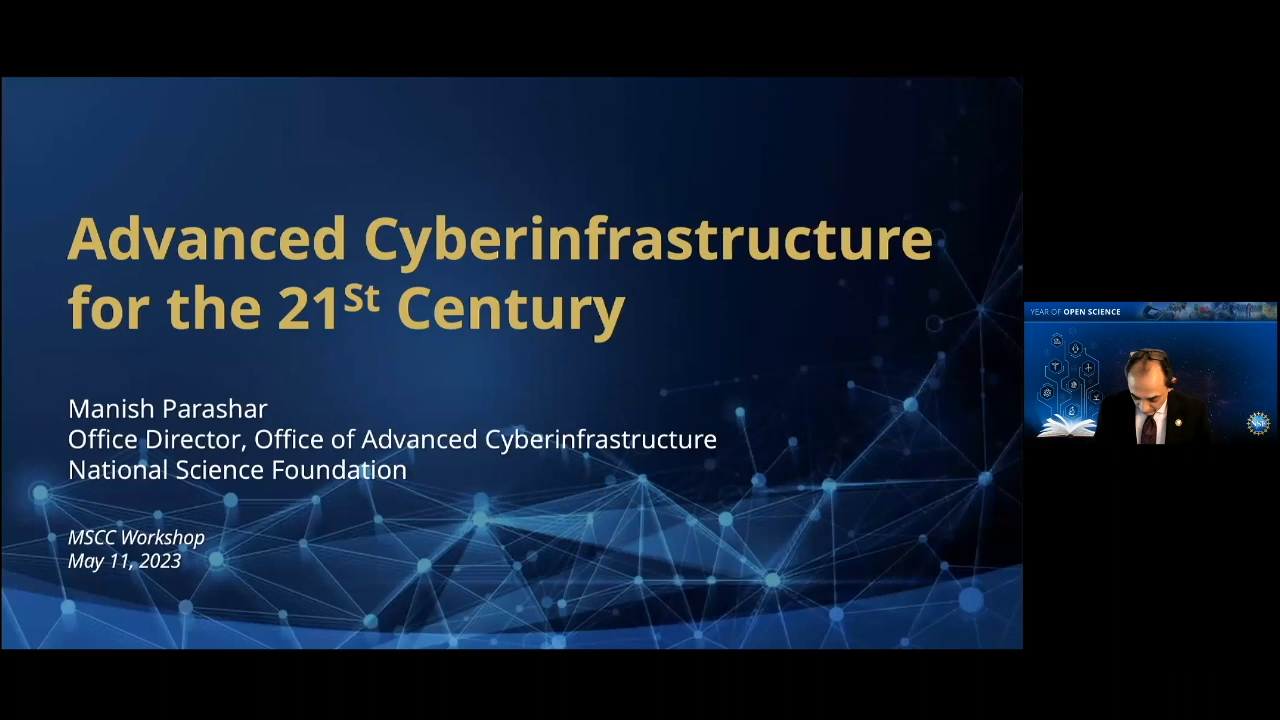 Advanced Cyberinfrastructure
for the 21St Century
Manish Parashar
Office Director, Office of Advanced Cyberinfrastructure
National Science Foundation
MSCC Workshop
May 11, 2023
YEAR OF OPEN SCIENCE
NSF